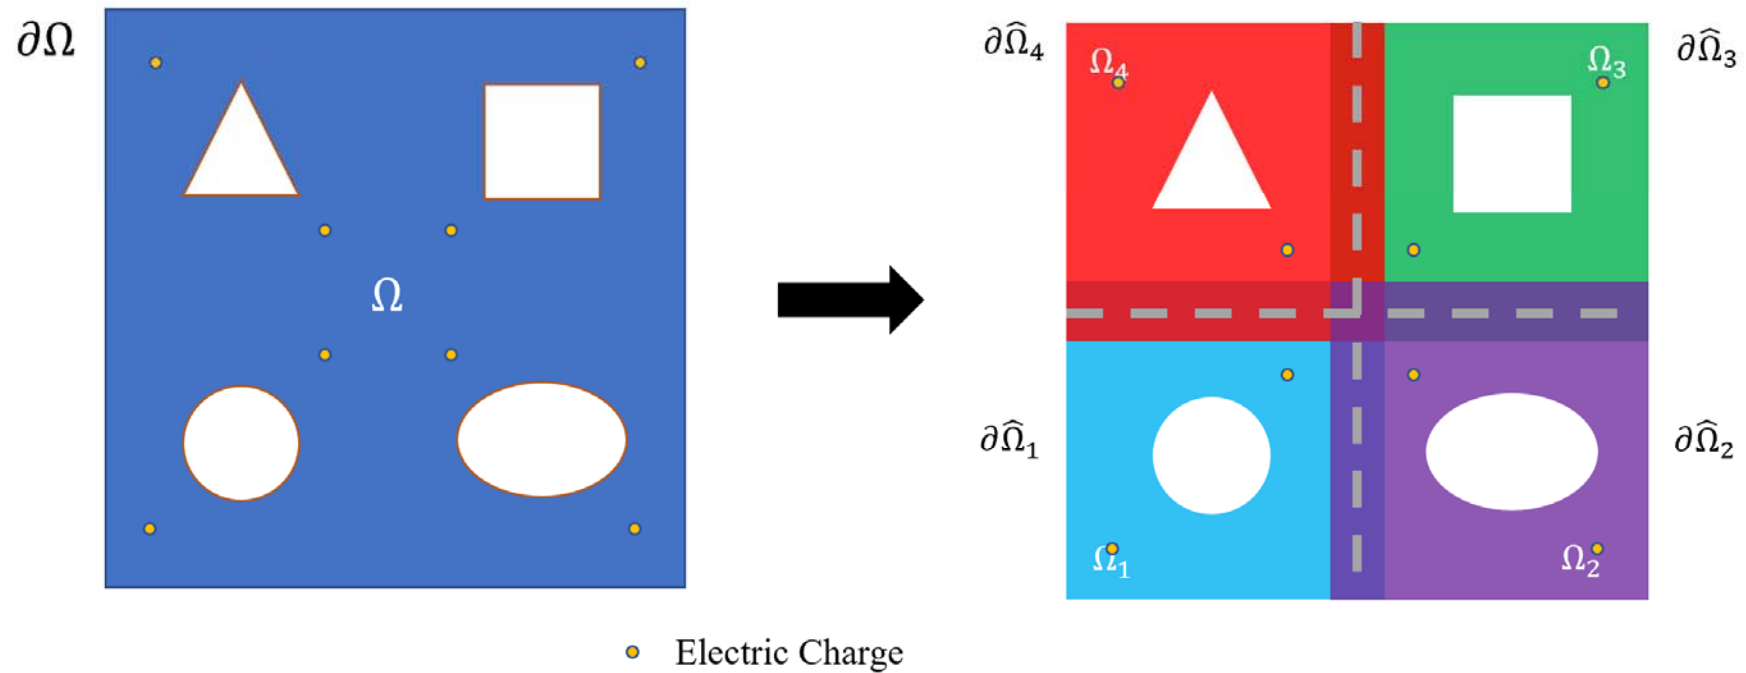 ∂Ω
Ω
∂Ω̂₄
Ω₄
Ω₃
∂Ω̂₃
∂Ω̂₁
Ω₁
Ω₂
∂Ω̂₂
Electric Charge